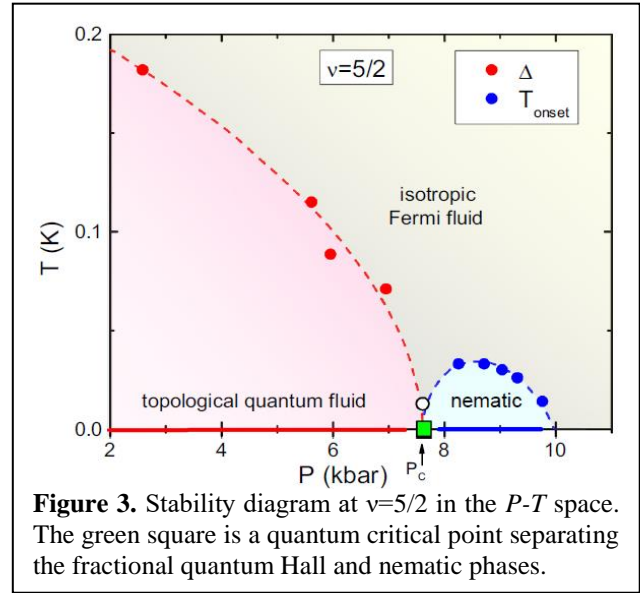 ν=5/2
Δ
T onset
isotropic
Fermi fluid
T (K)
0.2
0.1
0.0
topological quantum fluid
nematic
2
4
6
8
10
P (kbar)
Pc
Figure 3. Stability diagram at ν=5/2 in the P-T space.
The green square is a quantum critical point separating
the fractional quantum Hall and nematic phases.